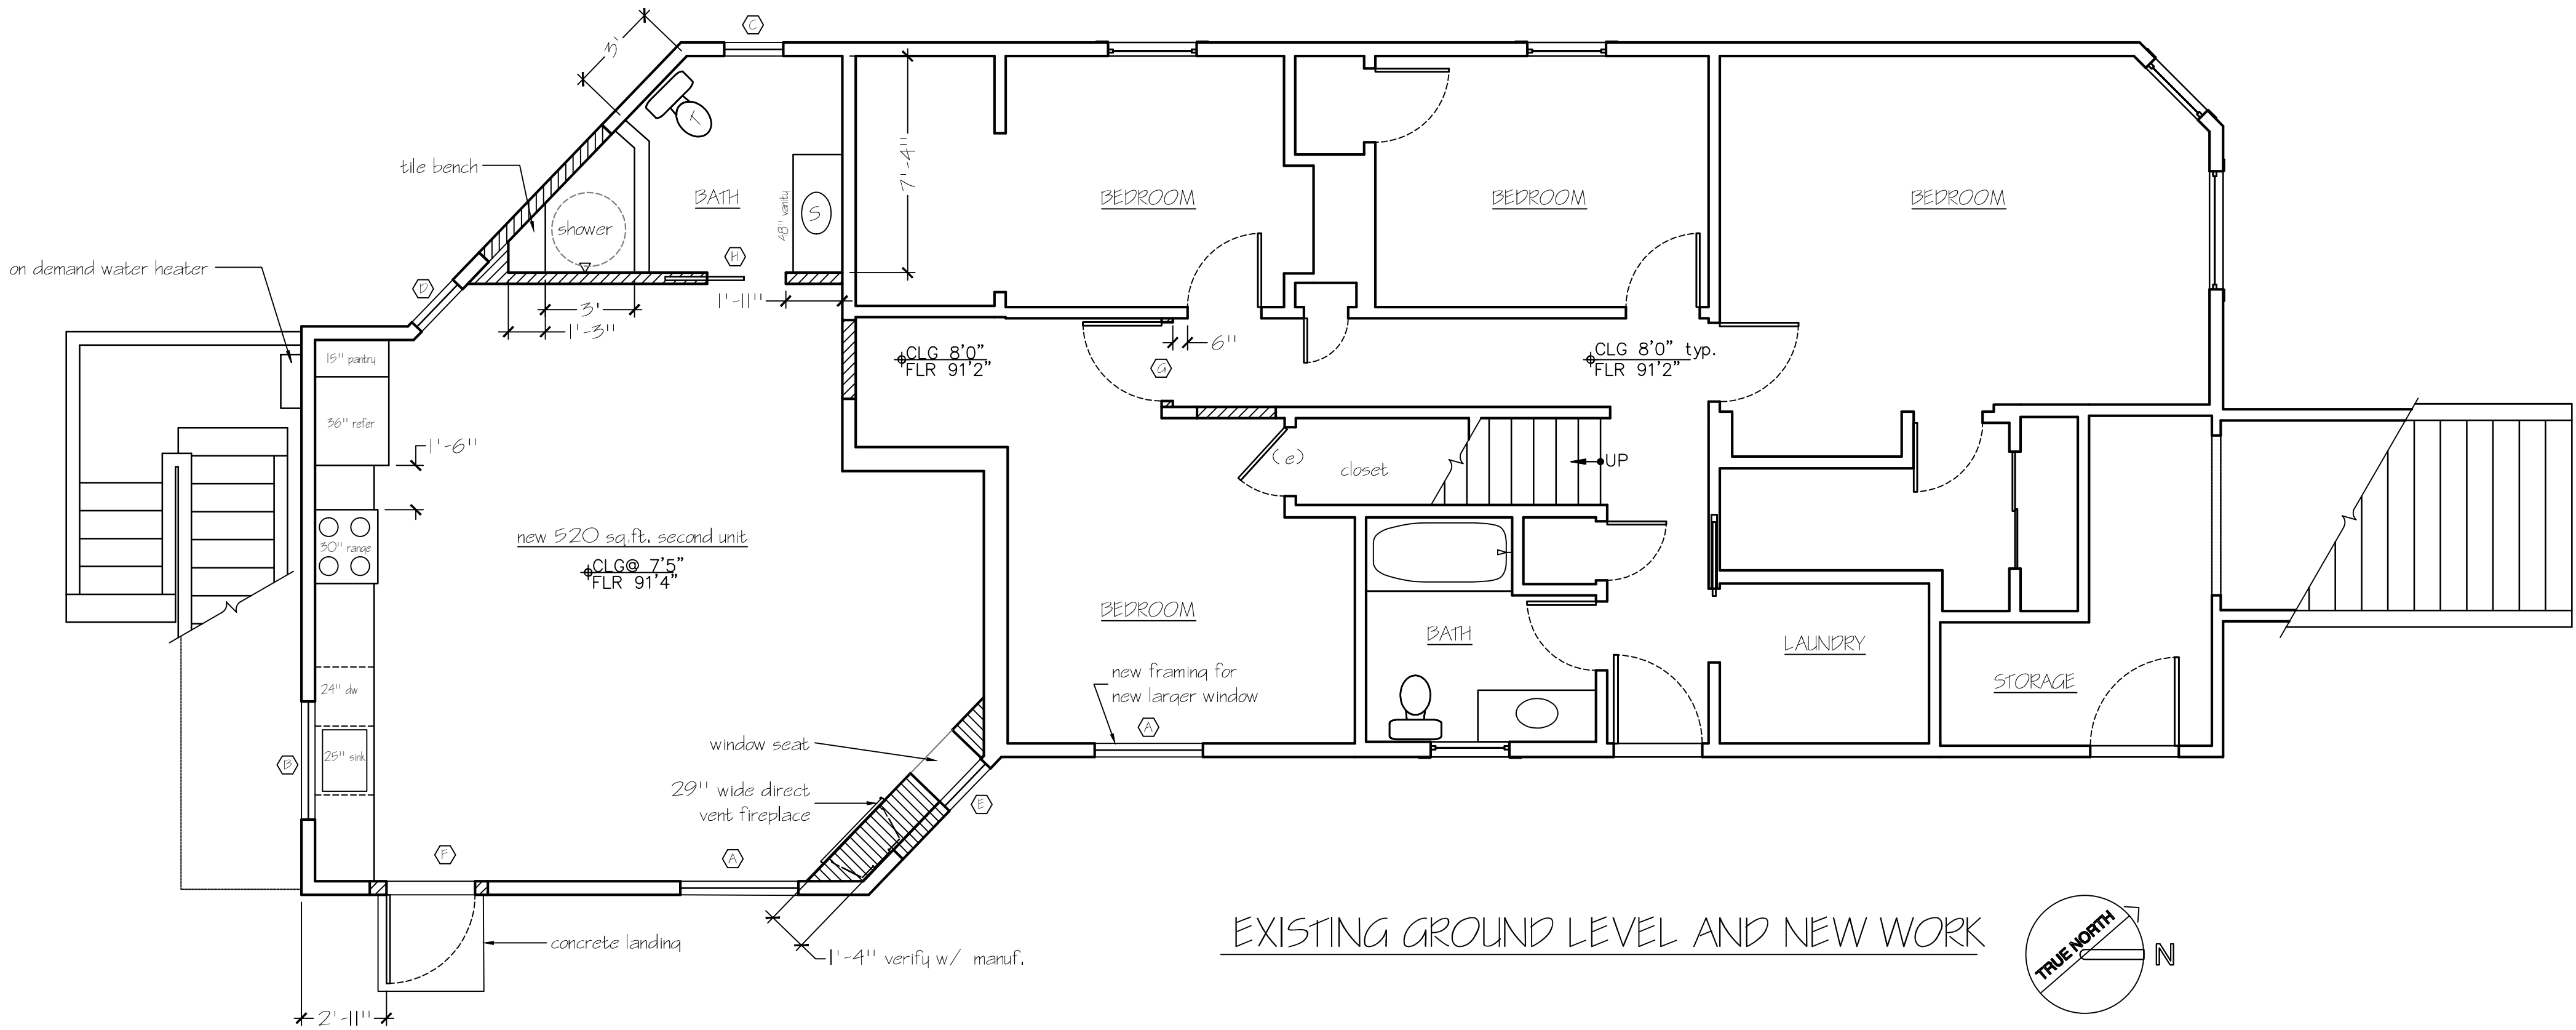 C
3'
tile bench
T
7'-4"
BATH
48" vanity
S
shower
H
BEDROOM
BEDROOM
BEDROOM
on demand water heater
D
1'-11"
3'
1'-3"
6"
15" pantry
36" refer
1'-6"
CLG 8'0"
FLR 91'2"
G
CLG 8'0" typ.
FLR 91'2"
(e)
closet
UP
new 520 sq.ft. second unit
CLG@ 7'5"
FLR 91'4"
30" range
BEDROOM
BATH
LAUNDRY
STORAGE
24" dw
new framing for
new larger window
A
window seat
25" sink
B
29" wide direct
vent fireplace
E
F
A
concrete landing
1'-4" verify w/ manuf.
2'-11"
EXISTING GROUND LEVEL AND NEW WORK
TRUE NORTH
N